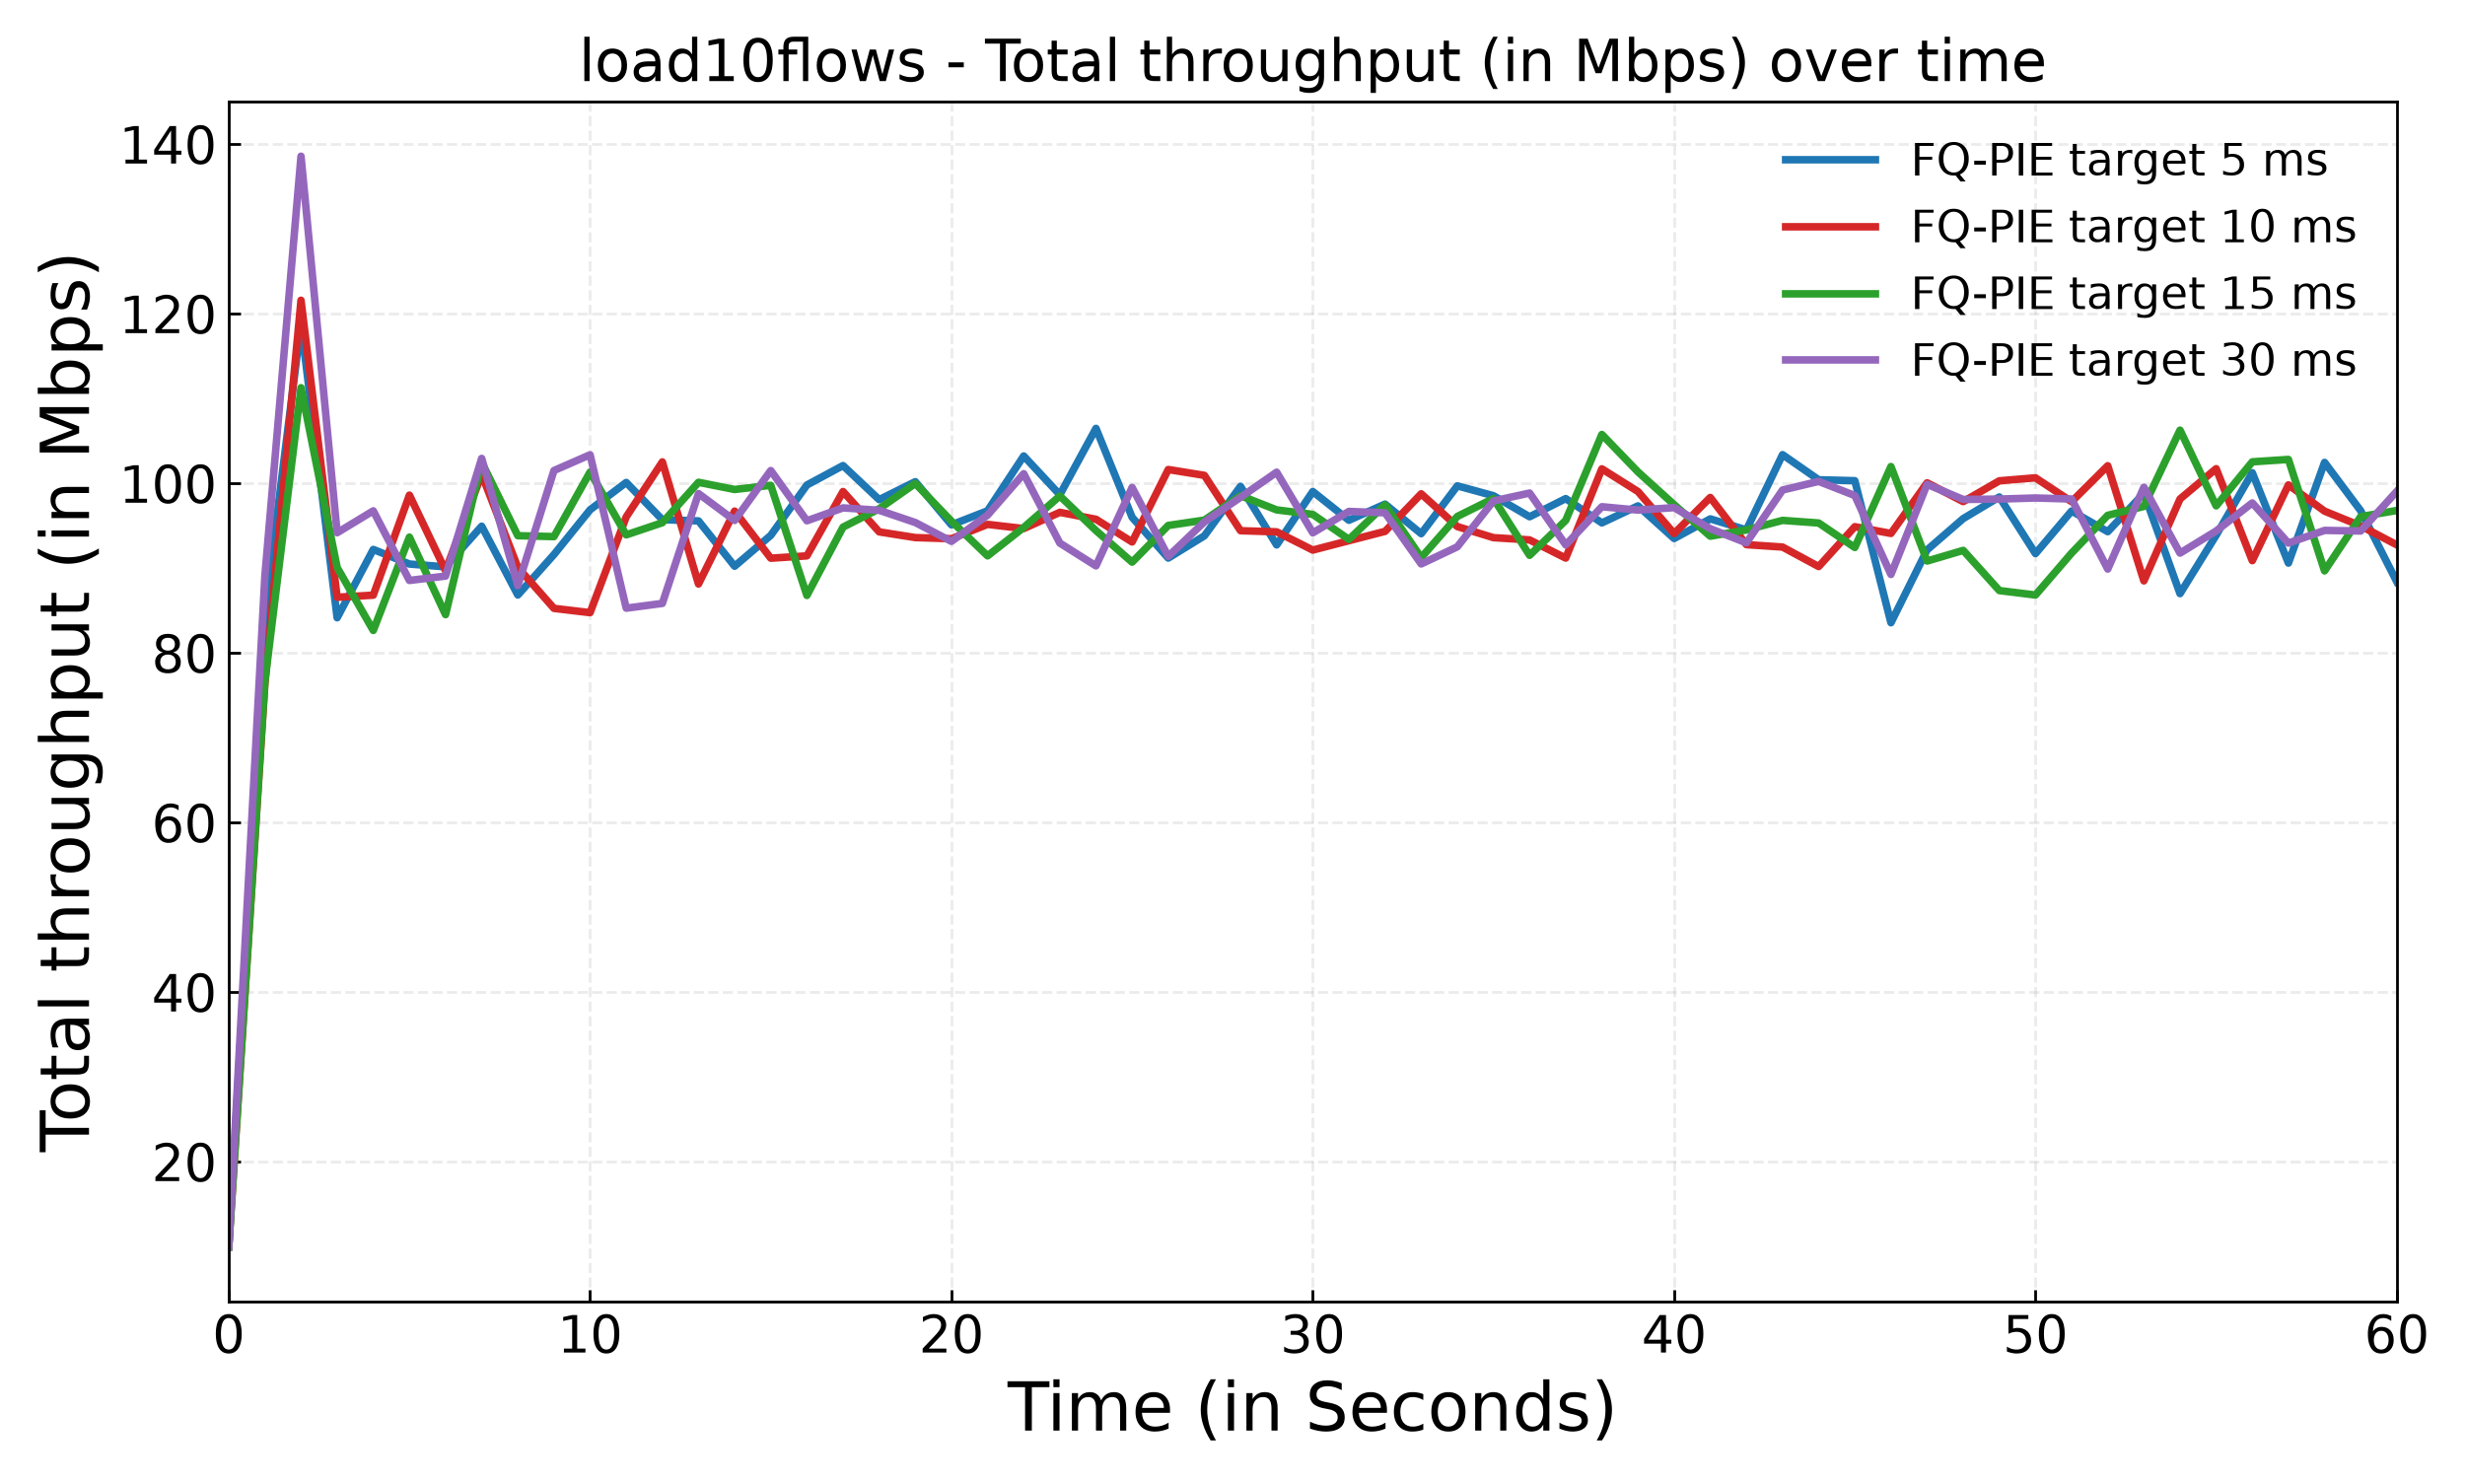 load10flows - Total throughput (in Mbps) over time
Total throughput (in Mbps)
140
120
100
80
60
40
20
FQ-PIE target 5 ms
FQ-PIE target 10 ms
FQ-PIE target 15 ms
FQ-PIE target 30 ms
0 10 20 30 40 50 60
Time (in Seconds)